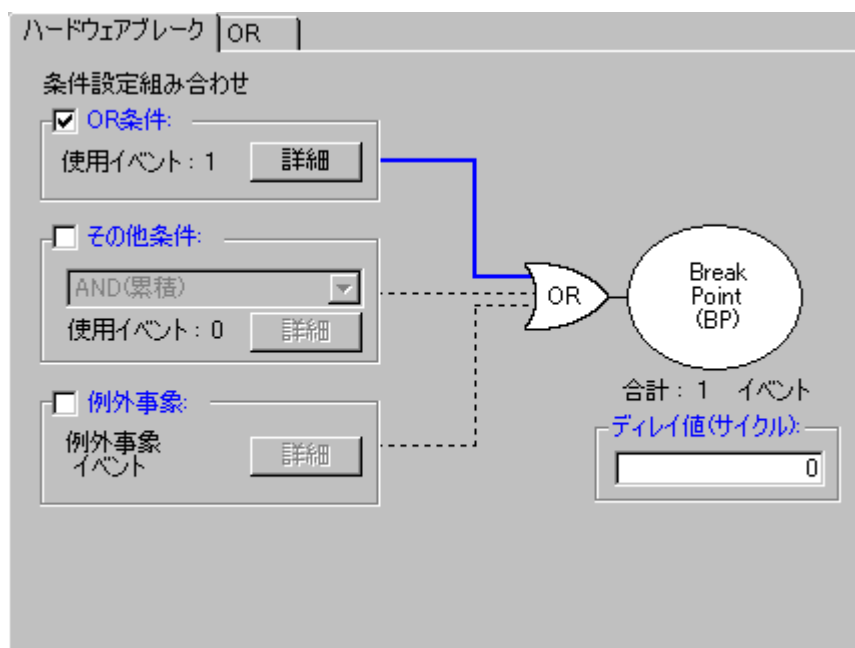 ハードウェアブレーク
OR
条件設定組み合わせ
OR条件:
使用イベント : 1
詳細
その他条件:
AND(累積)
使用イベント : 0
詳細
例外事象:
例外事象
イベント
詳細
OR
Break
Point
(BP)
合計 : 1 イベント
ディレイ値(サイクル):
0